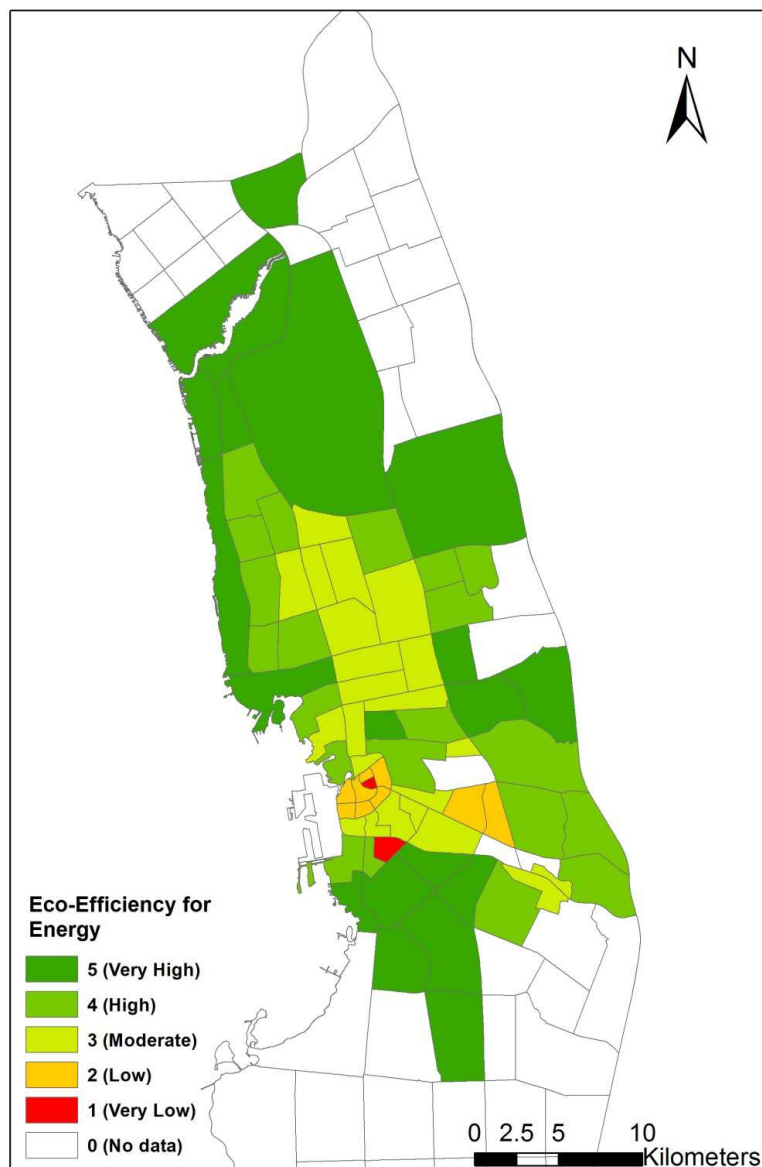 N
Eco-Efficiency for
Energy
5 (Very High)
4 (High)
3 (Moderate)
2 (Low)
1 (Very Low)
0 (No data)
0 2.5 5 10
Kilometers